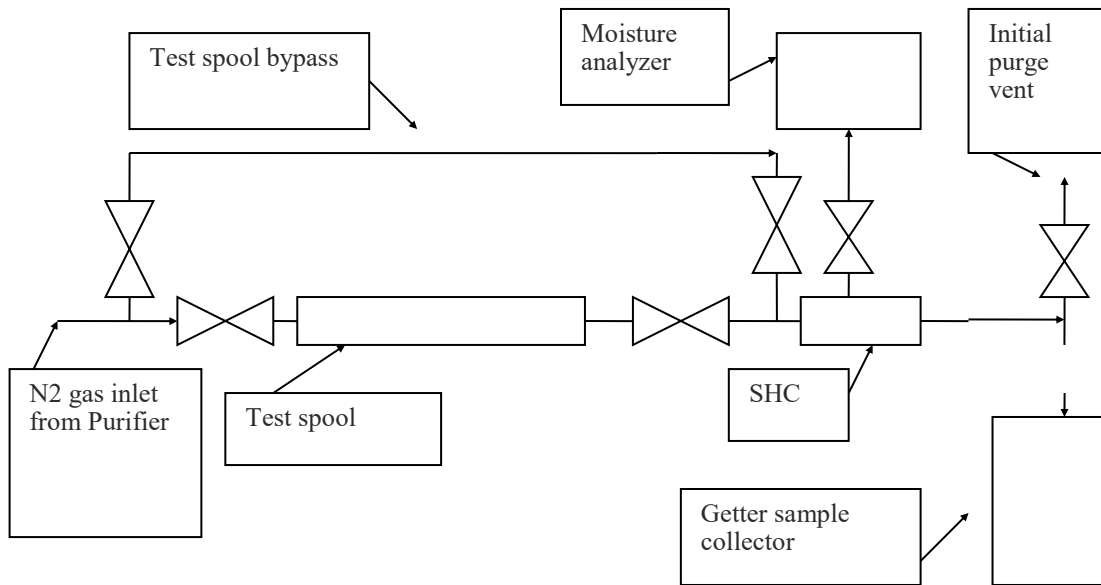 Test spool bypass
Moisture
analyzer
Initial
purge
vent
N2 gas inlet
from Purifier
Test spool
SHC
Getter sample
collector